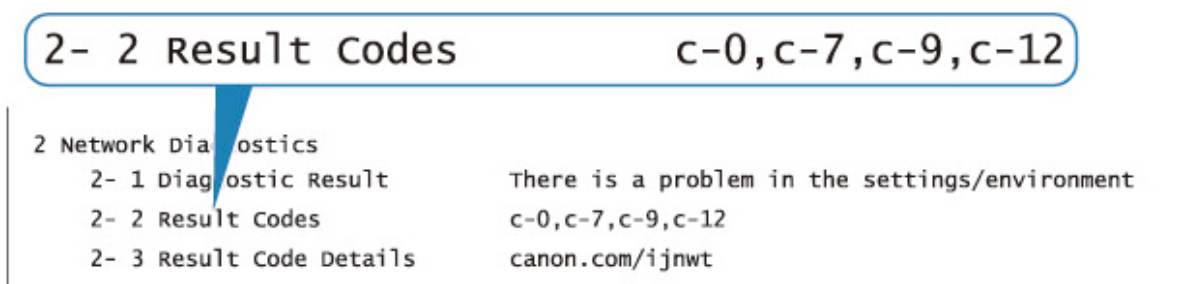 2- 2 Result Codes c-0,c-7,c-9,c-12
2 Network Dia ostics
2- 1 Diag ostic Result There is a problem in the settings/environment
2- 2 Result Codes c-0,c-7,c-9,c-12
2- 3 Result Code Details canon.com/ijnwt